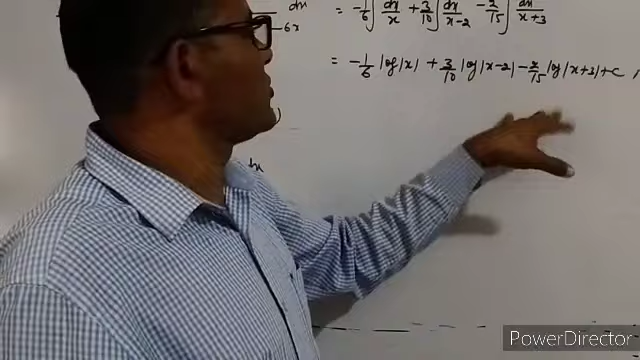 dx
-6x
= -1/6 ∫ dx/x + 3/10 ∫ dx/x-2 - 2/15 ∫ dx/x+3
= -1/6 log|x| + 3/10 log|x-2| - 2/15 log|x+3| + c,
dx
PowerDirector